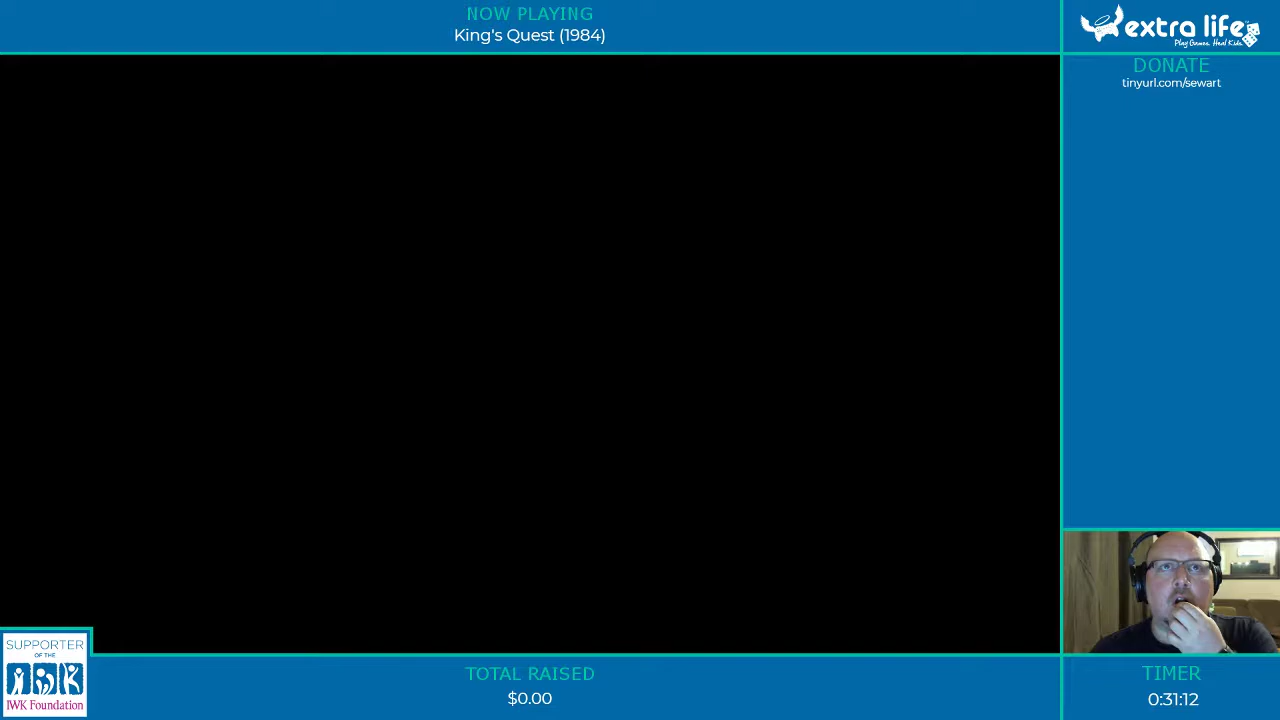 NOW PLAYING
King's Quest (1984)
extra life
Play Games. Heal Kids.
DONATE
tinyurl.com/sewart
SUPPORTER
OF THE
IWK
IWK Foundation
TOTAL RAISED
$0.00
TIMER
0:31:12